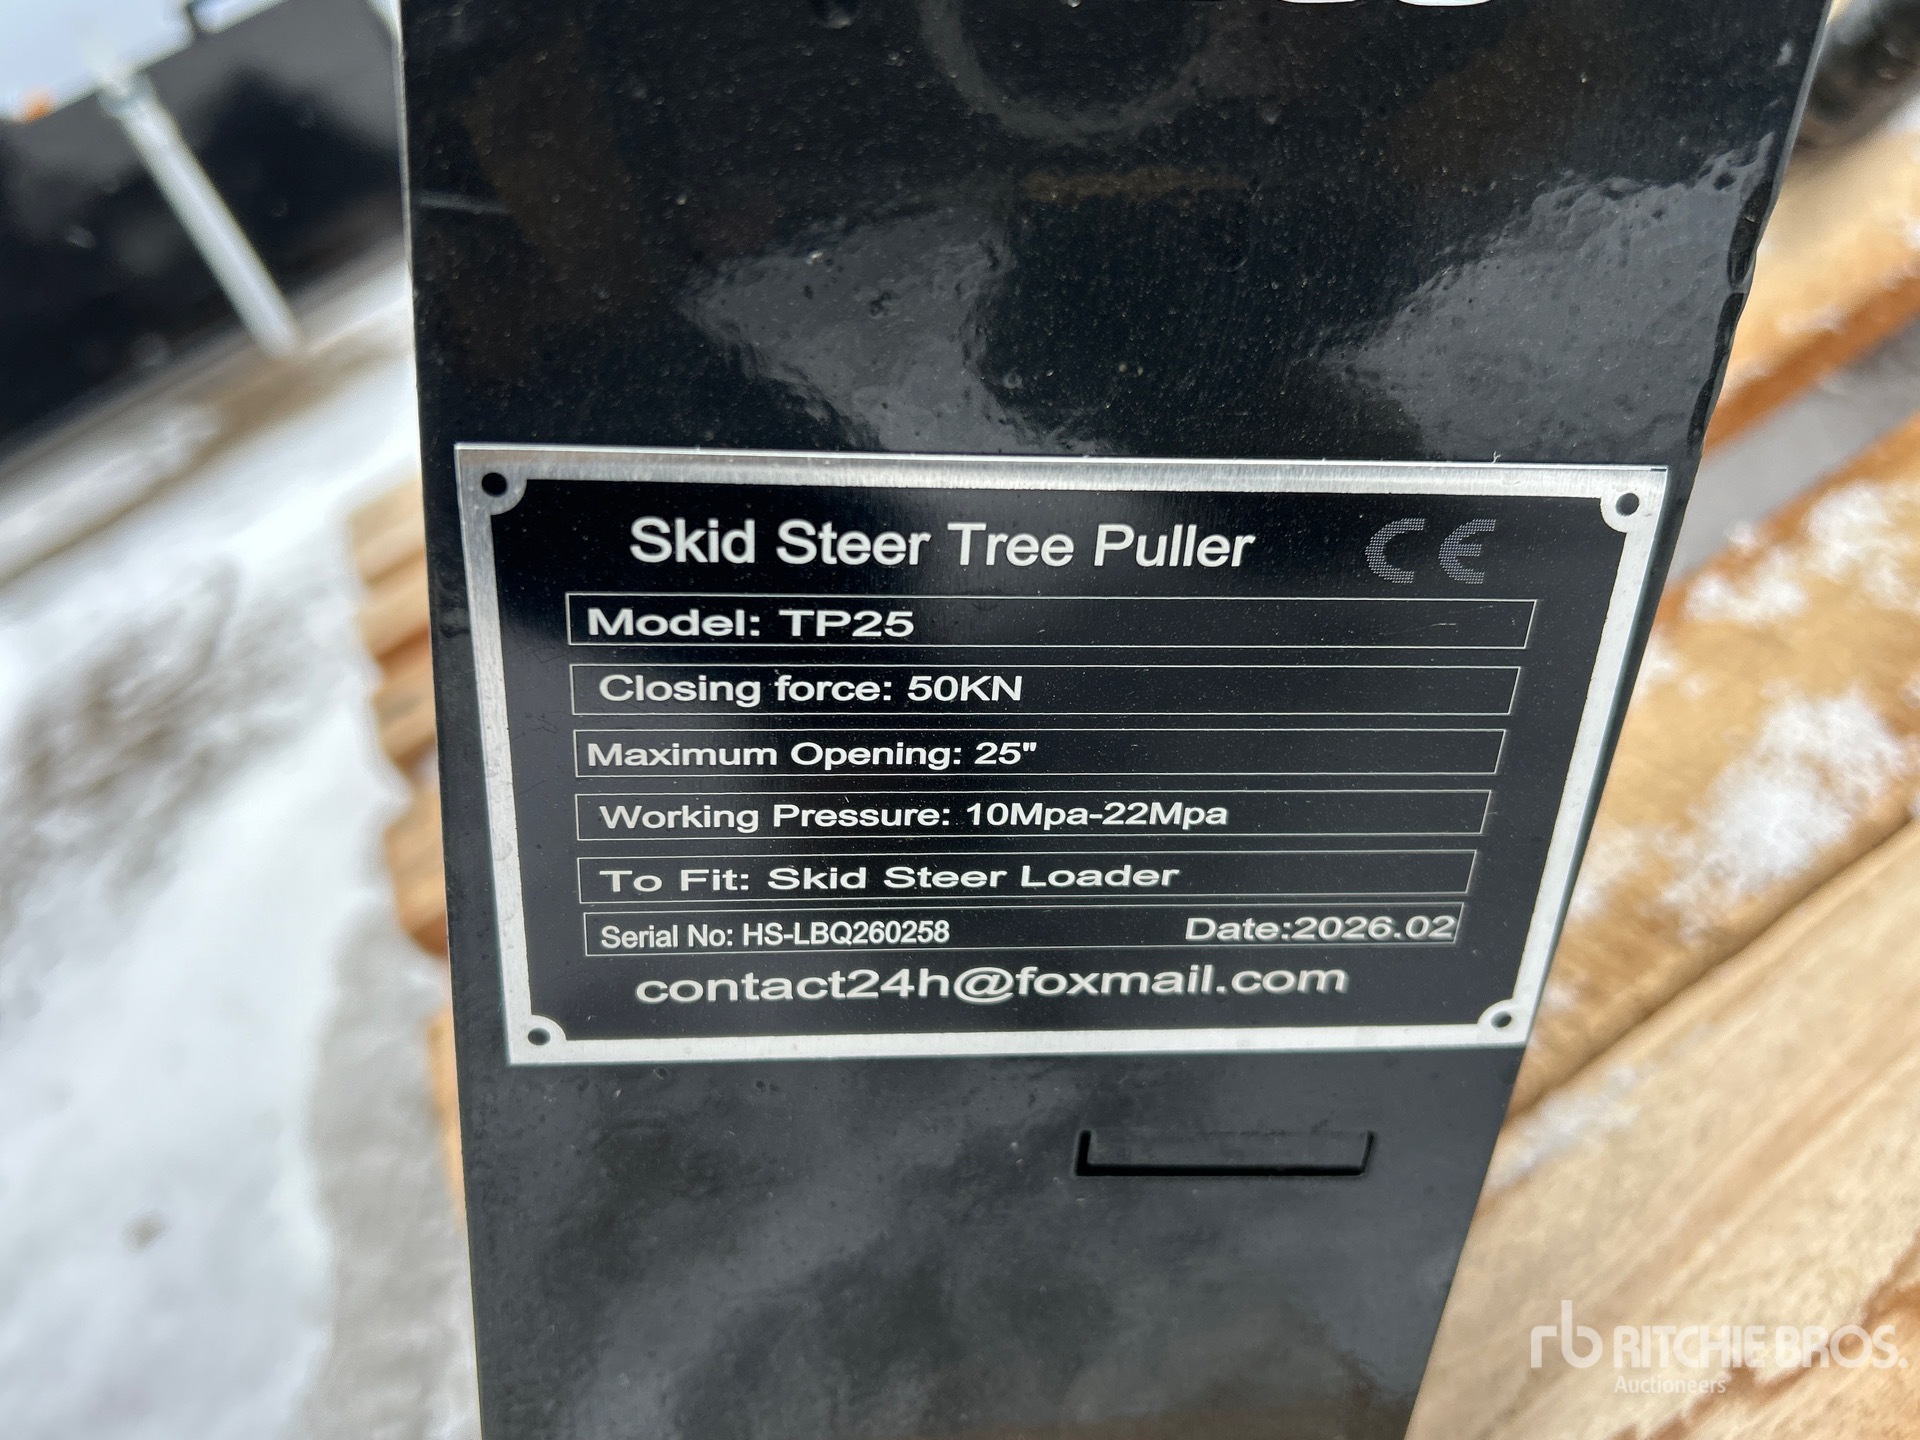 Skid Steer Tree Puller CE
Model: TP25
Closing force: 50KN
Maximum Opening: 25"
Working Pressure: 10Mpa-22Mpa
To Fit: Skid Steer Loader
Serial No: HS-LBQ260258 Date:2026.02
contact24h@foxmail.com
rb RITCHIE BROS.
Auctioneers